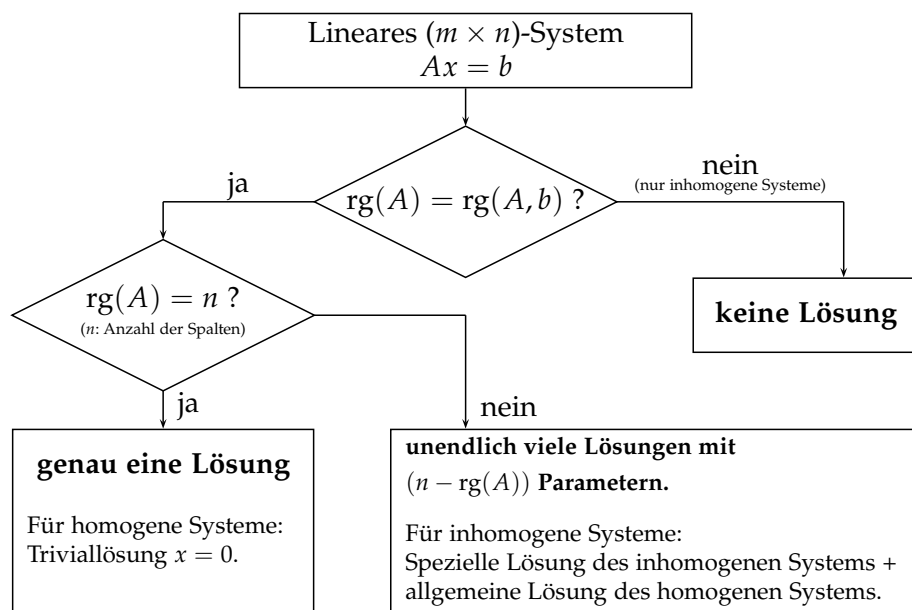 Lineares (m × n)-System
Ax = b
rg(A) = rg(A, b) ?
ja
nein
(nur inhomogene Systeme)
keine Lösung
rg(A) = n ?
(n: Anzahl der Spalten)
ja
nein
genau eine Lösung
Für homogene Systeme:
Triviallösung x = 0.
unendlich viele Lösungen mit
(n − rg(A)) Parametern.
Für inhomogene Systeme:
Spezielle Lösung des inhomogenen Systems +
allgemeine Lösung des homogenen Systems.